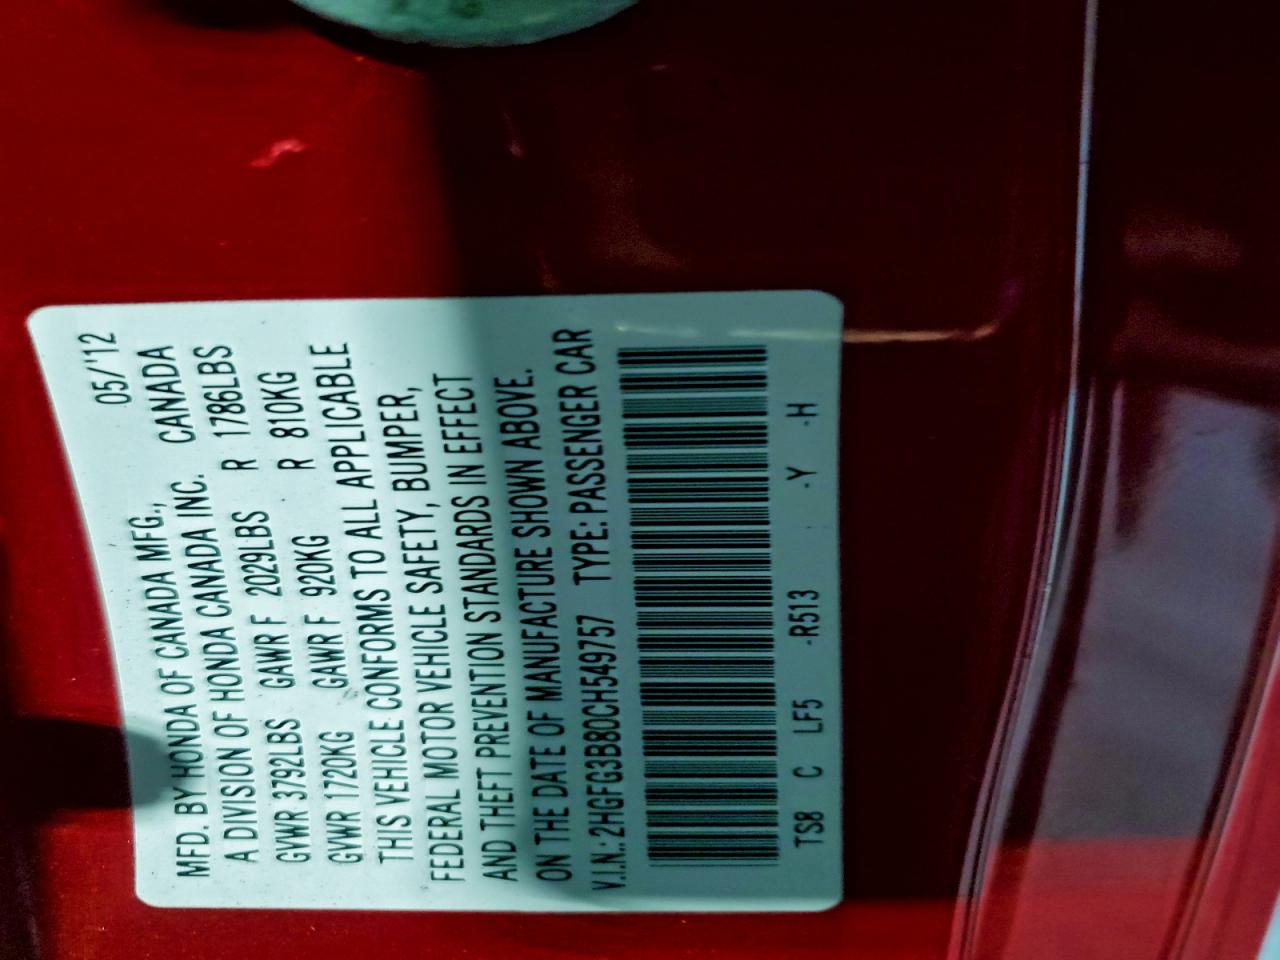 05/'12
MFD. BY HONDA OF CANADA MFG., CANADA
A DIVISION OF HONDA CANADA INC.
GVWR 3792LBS GAWR F 2029LBS R 1786LBS
GVWR 1720KG GAWR F 920KG R 810KG
THIS VEHICLE CONFORMS TO ALL APPLICABLE
FEDERAL MOTOR VEHICLE SAFETY, BUMPER,
AND THEFT PREVENTION STANDARDS IN EFFECT
ON THE DATE OF MANUFACTURE SHOWN ABOVE.
V.I.N.: 2HGFG3B80CH549757 TYPE: PASSENGER CAR
TS8 C LF5 -R513 -Y -H